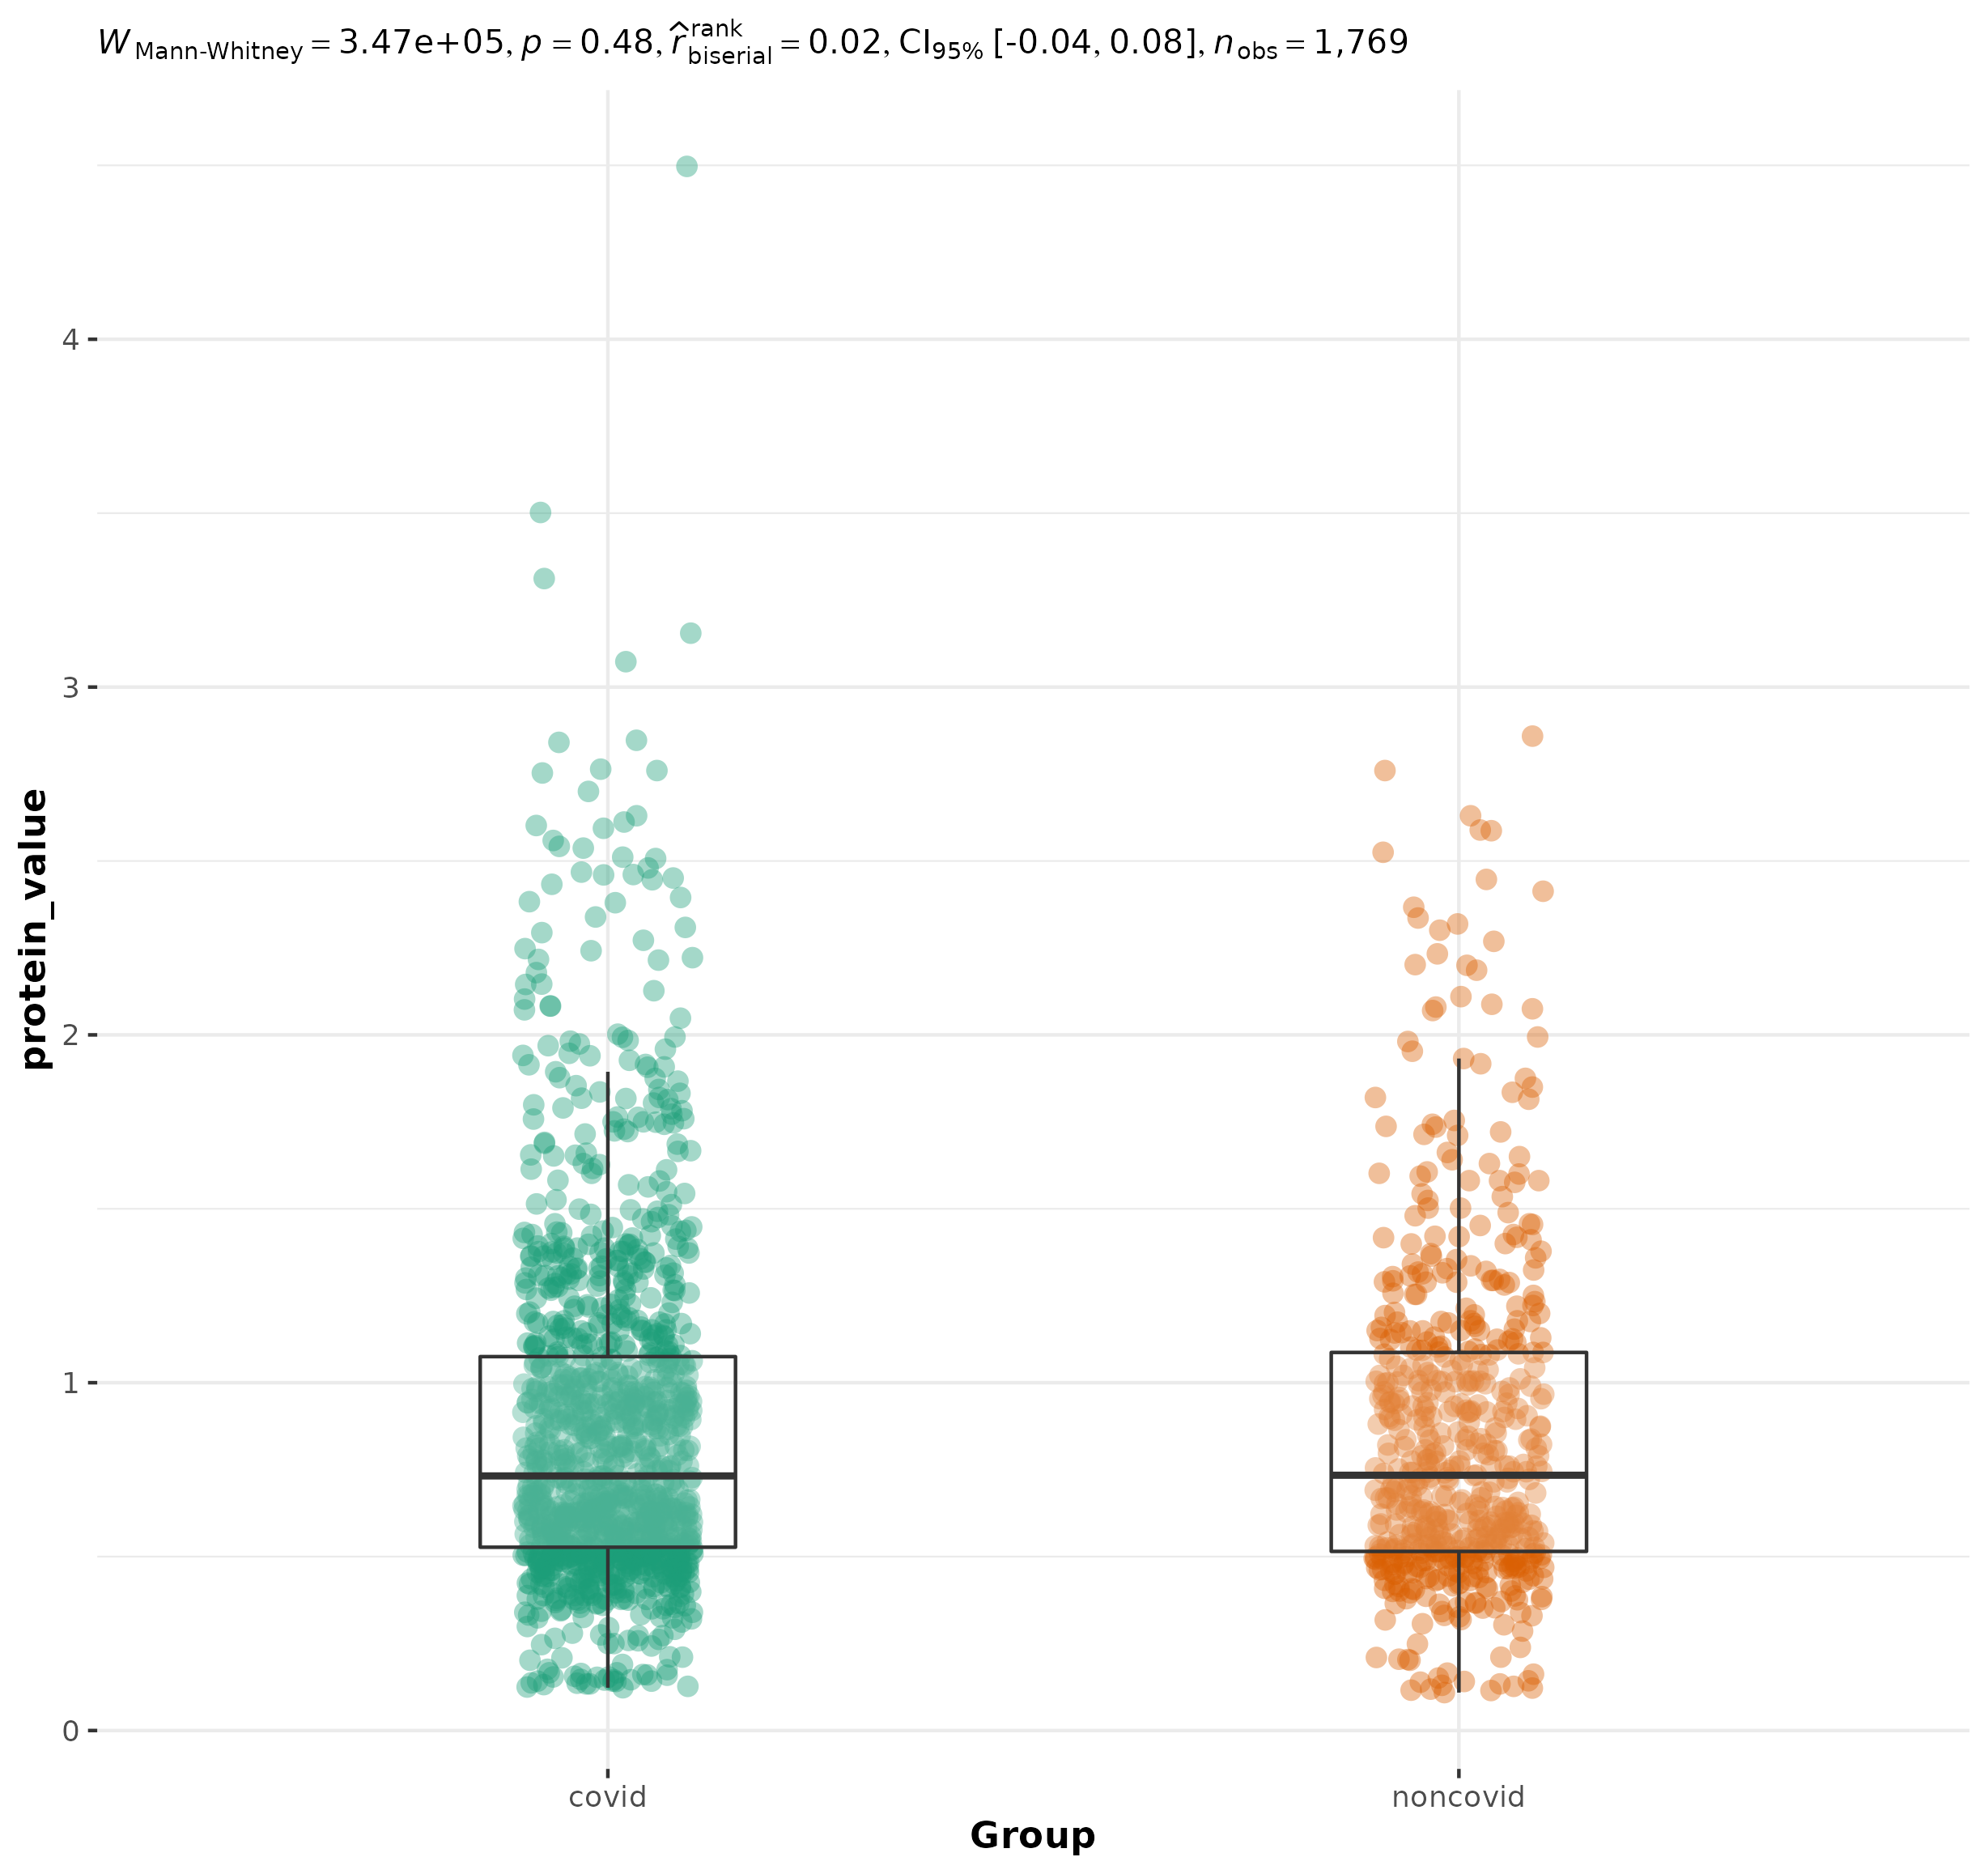 W Mann-Whitney = 3.47e+05, p = 0.48, r̂ rank biserial = 0.02, CI95% [-0.04, 0.08], n obs = 1,769
4
3
2
1
0
protein_value
covid noncovid
Group